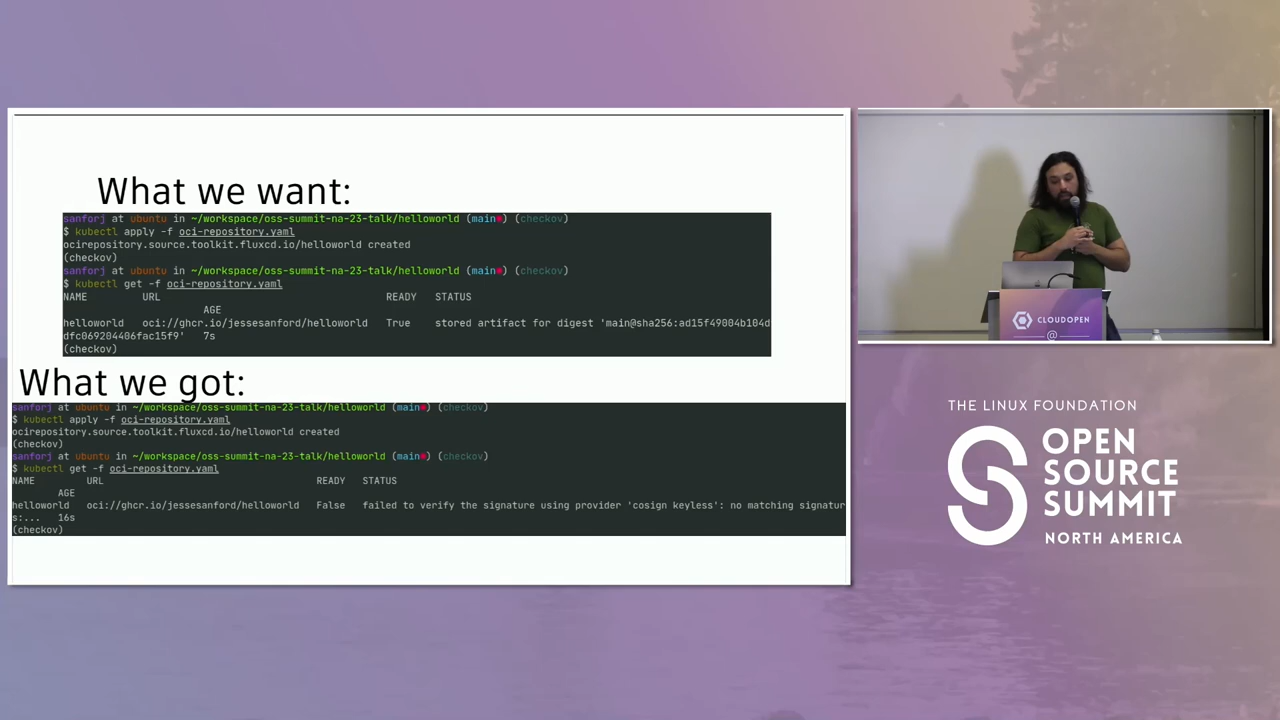 What we want:
sanforj at ubuntu in ~/workspace/oss-summit-na-23-talk/helloworld (main●) (checkov)
$ kubectl apply -f oci-repository.yaml
ocirepository.source.toolkit.fluxcd.io/helloworld created
(checkov)
sanforj at ubuntu in ~/workspace/oss-summit-na-23-talk/helloworld (main●) (checkov)
$ kubectl get -f oci-repository.yaml
NAME URL READY STATUS
AGE
helloworld oci://ghcr.io/jessesanford/helloworld True stored artifact for digest 'main@sha256:ad15f49004b104d
dfc069204406fac15f9' 7s
(checkov)
What we got:
sanforj at ubuntu in ~/workspace/oss-summit-na-23-talk/helloworld (main●) (checkov)
$ kubectl apply -f oci-repository.yaml
ocirepository.source.toolkit.fluxcd.io/helloworld created
(checkov)
sanforj at ubuntu in ~/workspace/oss-summit-na-23-talk/helloworld (main●) (checkov)
$ kubectl get -f oci-repository.yaml
NAME URL READY STATUS
AGE
helloworld oci://ghcr.io/jessesanford/helloworld False failed to verify the signature using provider 'cosign keyless': no matching signatur
s:... 16s
(checkov)
CLOUDOPEN
@
THE LINUX FOUNDATION
OPEN
SOURCE
SUMMIT
NORTH AMERICA